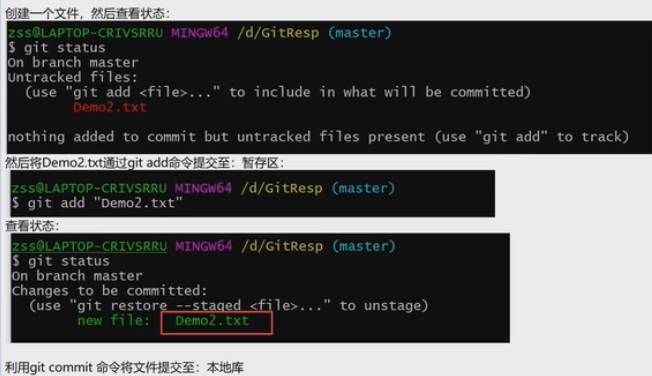 创建一个文件，然后查看状态：
zss@LAPTOP-CRIVSRRU MINGW64 /d/GitResp (master)
$ git status
On branch master
Untracked files:
  (use "git add <file>..." to include in what will be committed)
        Demo2.txt
nothing added to commit but untracked files present (use "git add" to track)
然后将Demo2.txt通过git add命令提交至：暂存区：
zss@LAPTOP-CRIVSRRU MINGW64 /d/GitResp (master)
$ git add "Demo2.txt"
查看状态：
zss@LAPTOP-CRIVSRRU MINGW64 /d/GitResp (master)
$ git status
On branch master
Changes to be committed:
  (use "git restore --staged <file>..." to unstage)
        new file:   Demo2.txt
利用git commit 命令将文件提交至：本地库